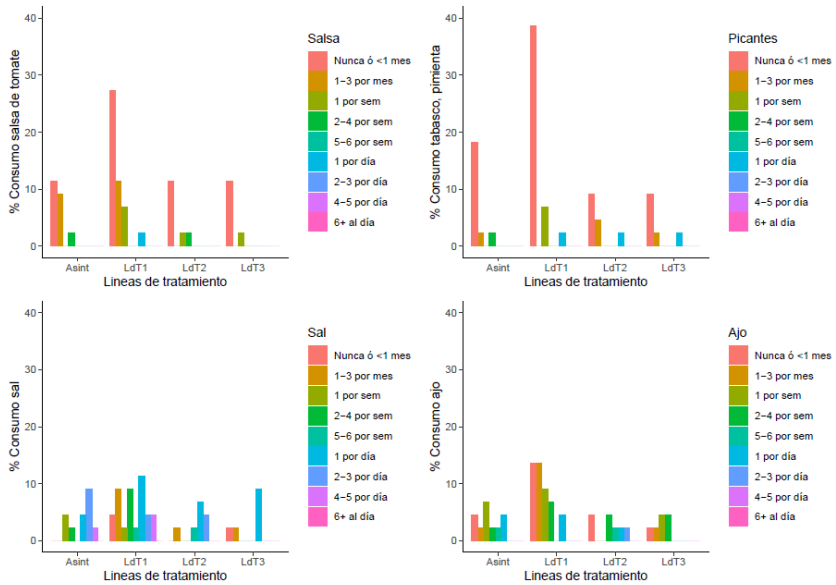 % Consumo salsa de tomate
40
30
20
10
0
Asint LdT1 LdT2 LdT3
Lineas de tratamiento
Salsa
Nunca ó <1 mes
1−3 por mes
1 por sem
2−4 por sem
5−6 por sem
1 por día
2−3 por día
4−5 por día
6+ al día
% Consumo tabasco, pimienta
40
30
20
10
0
Asint LdT1 LdT2 LdT3
Lineas de tratamiento
Picantes
Nunca ó <1 mes
1−3 por mes
1 por sem
2−4 por sem
5−6 por sem
1 por día
2−3 por día
4−5 por día
6+ al día
% Consumo sal
40
30
20
10
0
Asint LdT1 LdT2 LdT3
Lineas de tratamiento
Sal
Nunca ó <1 mes
1−3 por mes
1 por sem
2−4 por sem
5−6 por sem
1 por día
2−3 por día
4−5 por día
6+ al día
% Consumo ajo
40
30
20
10
0
Asint LdT1 LdT2 LdT3
Lineas de tratamiento
Ajo
Nunca ó <1 mes
1−3 por mes
1 por sem
2−4 por sem
5−6 por sem
1 por día
2−3 por día
4−5 por día
6+ al día